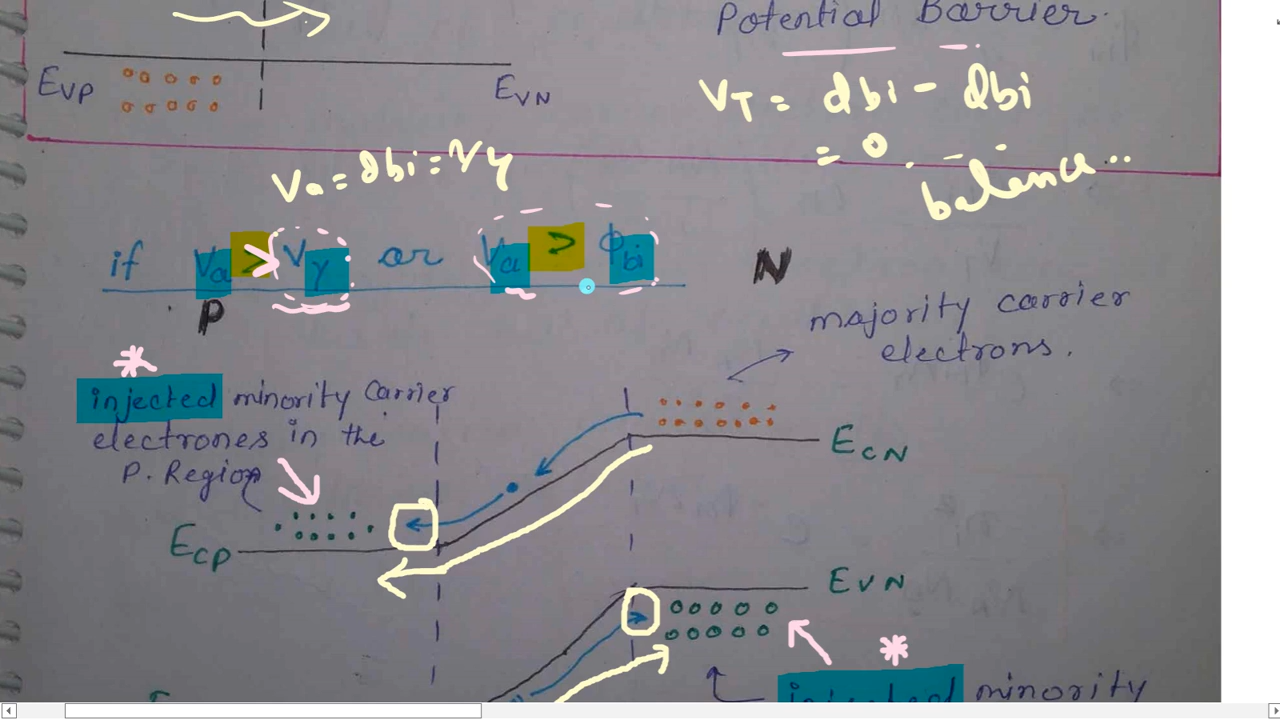 Potential Barrier.
EVP
EVN
VT = ϕbi - ϕbi
= 0.
balance..
Va = ϕbi = Vγ
if Va > Vγ or Va > ϕbi
P
N
majority carrier
electrons.
injected minority carrier
electrones in the
P. Region
ECN
ECP
EVN
injected minority